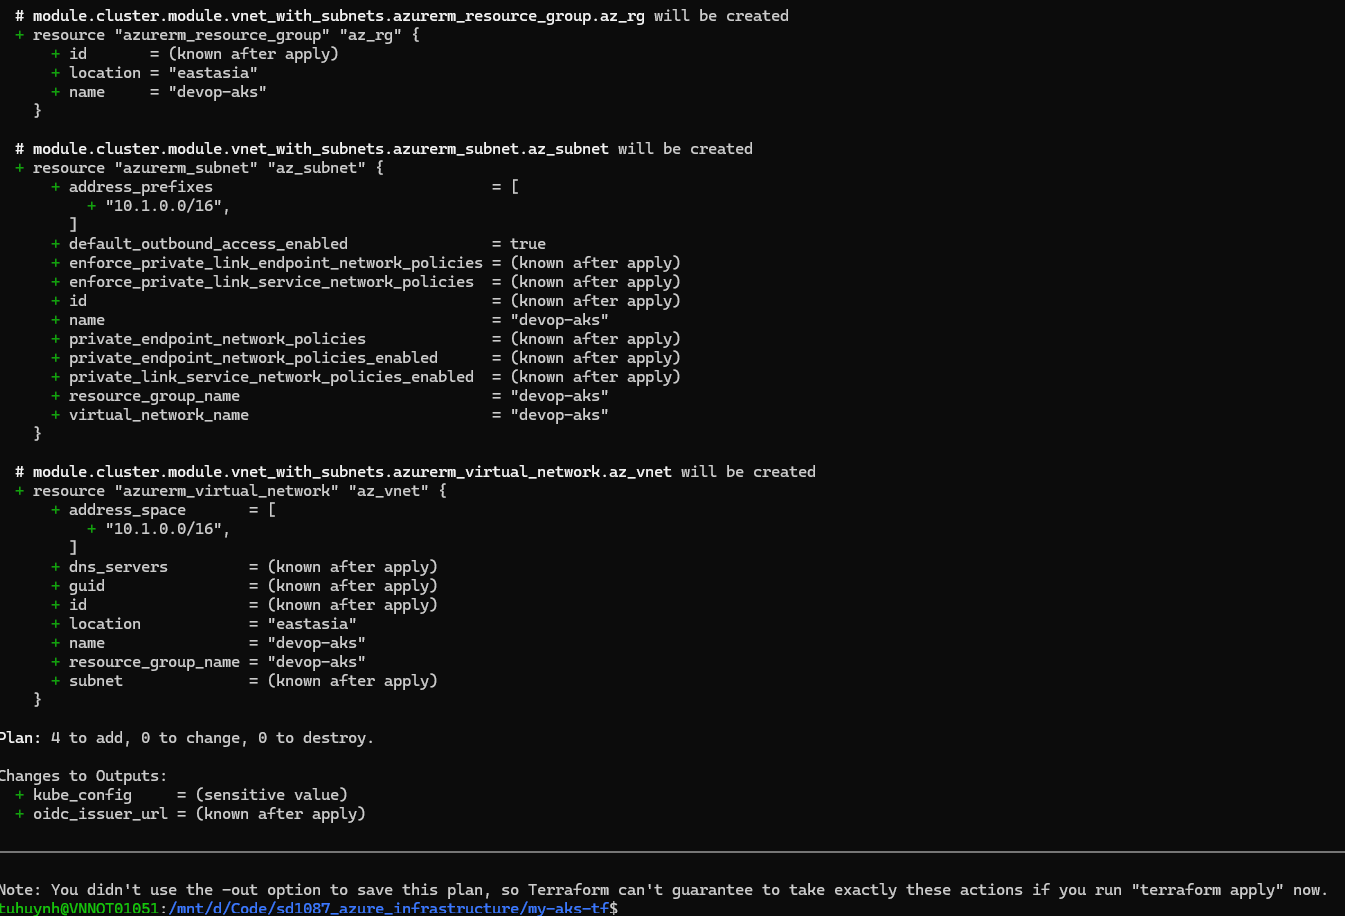 # module.cluster.module.vnet_with_subnets.azurerm_resource_group.az_rg will be created
+ resource "azurerm_resource_group" "az_rg" {
+ id       = (known after apply)
+ location = "eastasia"
+ name     = "devop-aks"
}
# module.cluster.module.vnet_with_subnets.azurerm_subnet.az_subnet will be created
+ resource "azurerm_subnet" "az_subnet" {
+ address_prefixes                               = [
+ "10.1.0.0/16",
]
+ default_outbound_access_enabled                = true
+ enforce_private_link_endpoint_network_policies = (known after apply)
+ enforce_private_link_service_network_policies  = (known after apply)
+ id                                             = (known after apply)
+ name                                           = "devop-aks"
+ private_endpoint_network_policies              = (known after apply)
+ private_endpoint_network_policies_enabled      = (known after apply)
+ private_link_service_network_policies_enabled  = (known after apply)
+ resource_group_name                            = "devop-aks"
+ virtual_network_name                           = "devop-aks"
}
# module.cluster.module.vnet_with_subnets.azurerm_virtual_network.az_vnet will be created
+ resource "azurerm_virtual_network" "az_vnet" {
+ address_space       = [
+ "10.1.0.0/16",
]
+ dns_servers         = (known after apply)
+ guid                = (known after apply)
+ id                  = (known after apply)
+ location            = "eastasia"
+ name                = "devop-aks"
+ resource_group_name = "devop-aks"
+ subnet              = (known after apply)
}
Plan: 4 to add, 0 to change, 0 to destroy.
Changes to Outputs:
+ kube_config     = (sensitive value)
+ oidc_issuer_url = (known after apply)
Note: You didn't use the -out option to save this plan, so Terraform can't guarantee to take exactly these actions if you run "terraform apply" now.
tuhuynh@VNNOT01051:/mnt/d/Code/sd1087_azure_infrastructure/my-aks-tf$